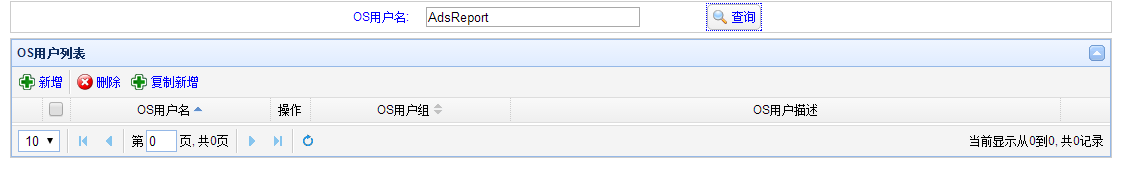 OS用户名: AdsReport 查询
OS用户列表
新增 删除 复制新增
OS用户名 操作 OS用户组 OS用户描述
10 第 0 页, 共0页 当前显示从0到0, 共0记录